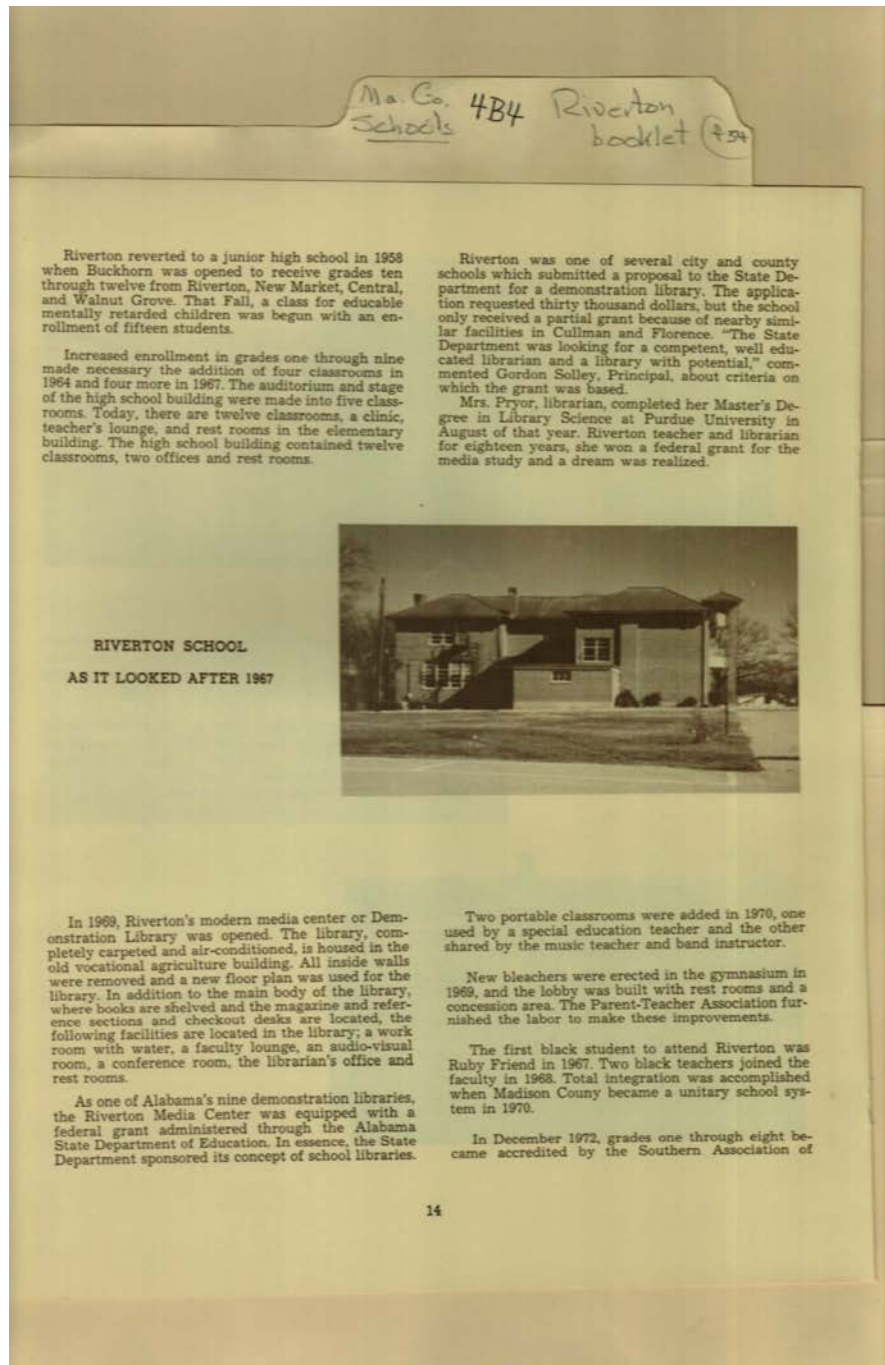 Ma. Co. 4B4 Riverton
Schools booklet
Riverton reverted to a junior high school in 1958
when Buckhorn was opened to receive grades ten
through twelve from Riverton, New Market, Central,
and Walnut Grove. That Fall, a class for educable
mentally retarded children was begun with an en-
rollment of fifteen students.
Increased enrollment in grades one through nine
made necessary the addition of four classrooms in
1964 and four more in 1967. The auditorium and stage
of the high school building were made into five class-
rooms. Today, there are twelve classrooms, a clinic,
teacher's lounge, and rest rooms in the elementary
building. The high school building contained twelve
classrooms, two offices and rest rooms.
Riverton was one of several city and county
schools which submitted a proposal to the State De-
partment for a demonstration library. The applica-
tion requested thirty thousand dollars, but the school
only received a partial grant because of nearby simi-
lar facilities in Cullman and Florence. "The State
Department was looking for a competent, well edu-
cated librarian and a library with potential," com-
mented Gordon Solley, Principal, about criteria on
which the grant was based.
Mrs. Pryor, librarian, completed her Master's De-
gree in Library Science at Purdue University in
August of that year. Riverton teacher and librarian
for eighteen years, she won a federal grant for the
media study and a dream was realized.
RIVERTON SCHOOL
AS IT LOOKED AFTER 1967
In 1969, Riverton's modern media center or Dem-
onstration Library was opened. The library, com-
pletely carpeted and air-conditioned, is housed in the
old vocational agriculture building. All inside walls
were removed and a new floor plan was used for the
library. In addition to the main body of the library,
where books are shelved and the magazine and refer-
ence sections and checkout desks are located, the
following facilities are located in the library; a work
room with water, a faculty lounge, an audio-visual
room, a conference room, the librarian's office and
rest rooms.
As one of Alabama's nine demonstration libraries,
the Riverton Media Center was equipped with a
federal grant administered through the Alabama
State Department of Education. In essence, the State
Department sponsored its concept of school libraries.
Two portable classrooms were added in 1970, one
used by a special education teacher and the other
shared by the music teacher and band instructor.
New bleachers were erected in the gymnasium in
1969, and the lobby was built with rest rooms and a
concession area. The Parent-Teacher Association fur-
nished the labor to make these improvements.
The first black student to attend Riverton was
Ruby Friend in 1967. Two black teachers joined the
faculty in 1968. Total integration was accomplished
when Madison Couny became a unitary school sys-
tem in 1970.
In December 1972, grades one through eight be-
came accredited by the Southern Association of
14